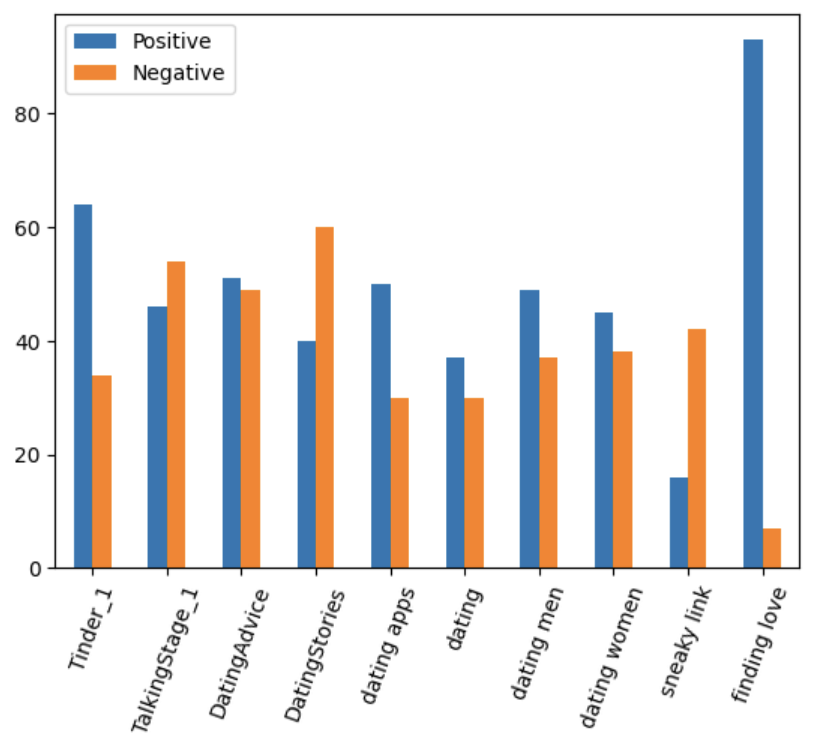 Positive
Negative
80
60
40
20
0
Tinder_1
TalkingStage_1
DatingAdvice
DatingStories
dating apps
dating
dating men
dating women
sneaky link
finding love